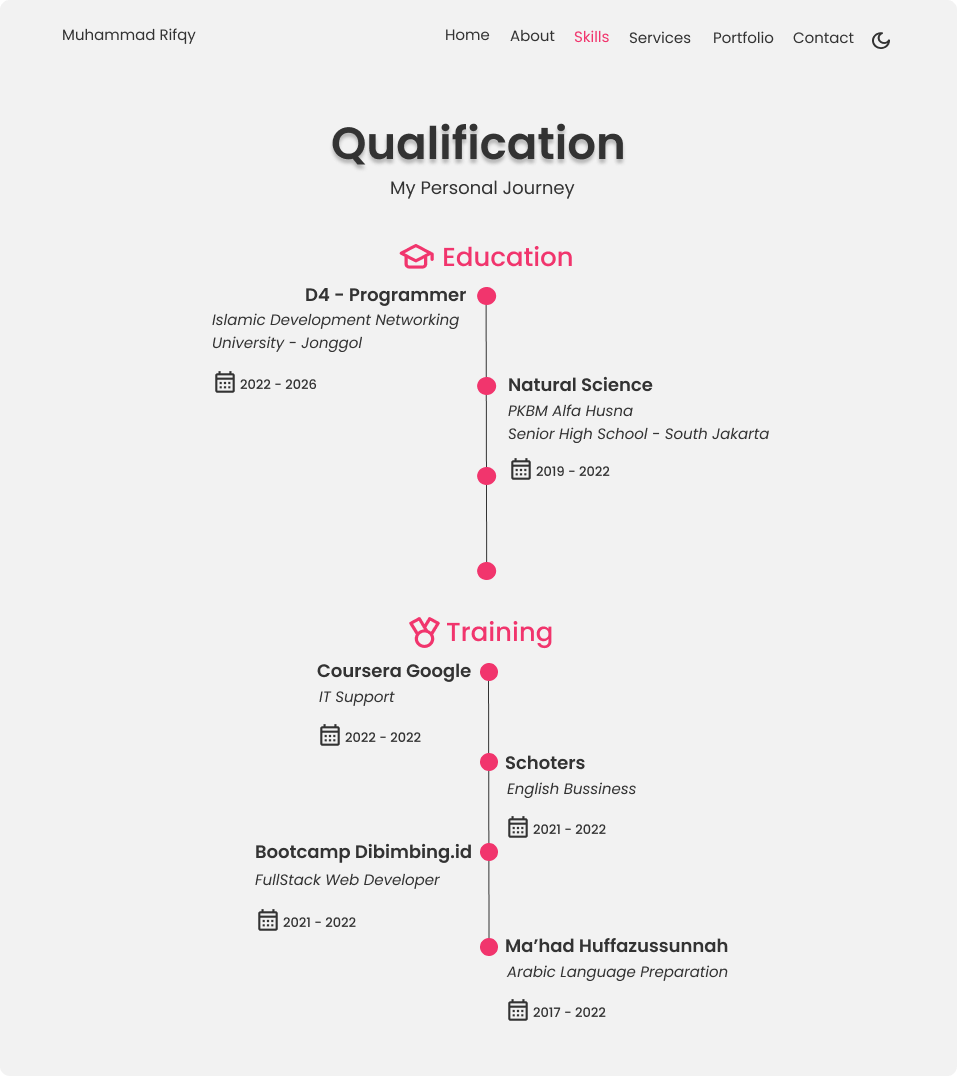 Muhammad Rifqy
Home About Skills Services Portfolio Contact
Qualification
My Personal Journey
Education
D4 - Programmer
Islamic Development Networking
University - Jonggol
2022 - 2026
Natural Science
PKBM Alfa Husna
Senior High School - South Jakarta
2019 - 2022
Training
Coursera Google
IT Support
2022 - 2022
Schoters
English Bussiness
2021 - 2022
Bootcamp Dibimbing.id
FullStack Web Developer
2021 - 2022
Ma’had Huffazussunnah
Arabic Language Preparation
2017 - 2022